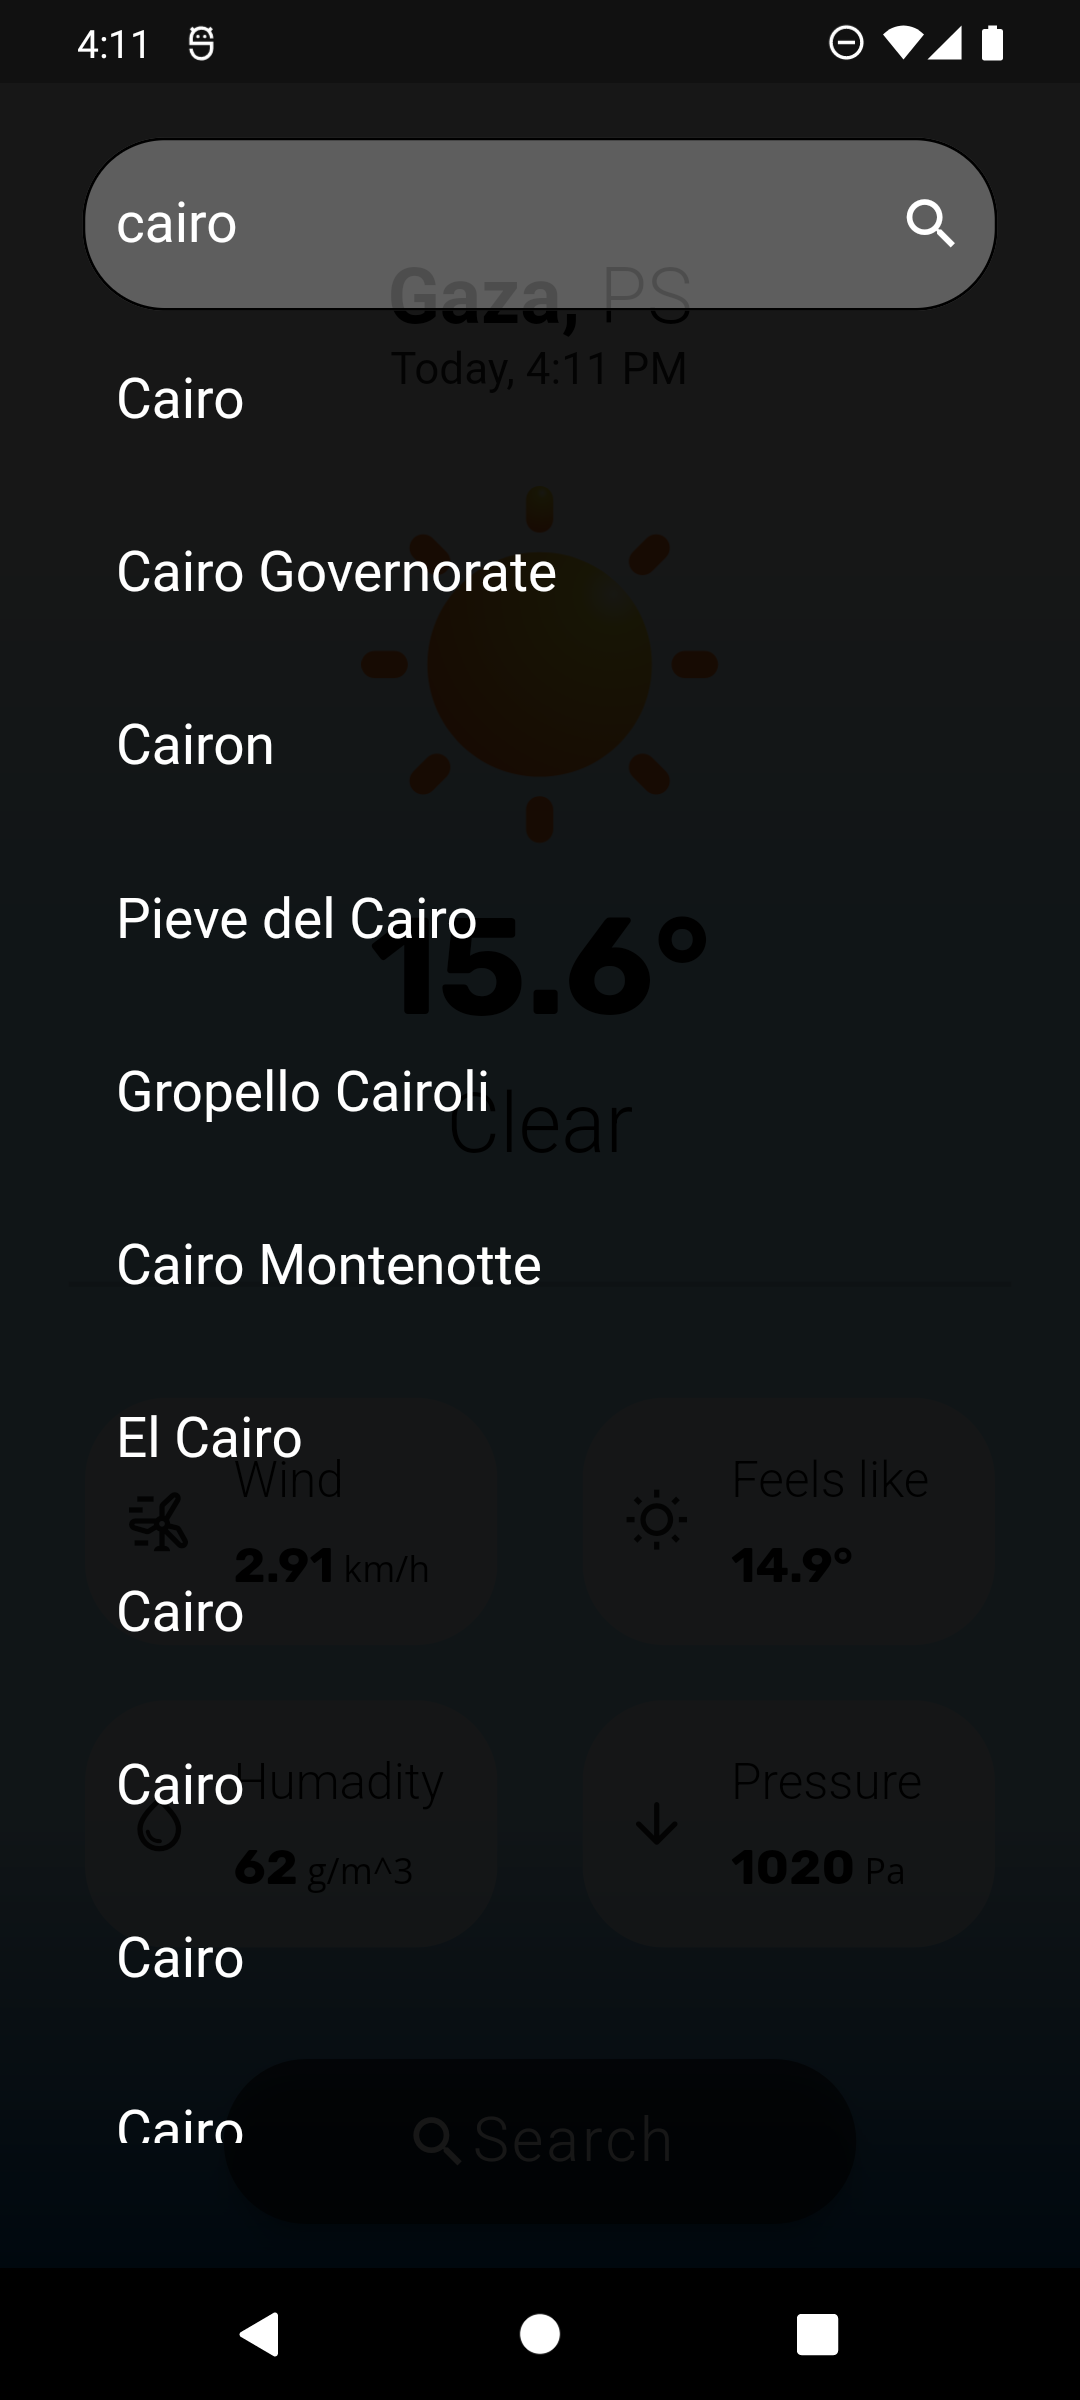 4:11
cairo
Gaza, PS
Today, 4:11 PM
Cairo
Cairo Governorate
Cairon
Pieve del Cairo
15.6°
Gropello Cairoli
Clear
Cairo Montenotte
El Cairo
Wind
2.91 km/h
Feels like
14.9°
Cairo
Cairo
Humadity
62 g/m^3
Pressure
1020 Pa
Cairo
Cairo
Search